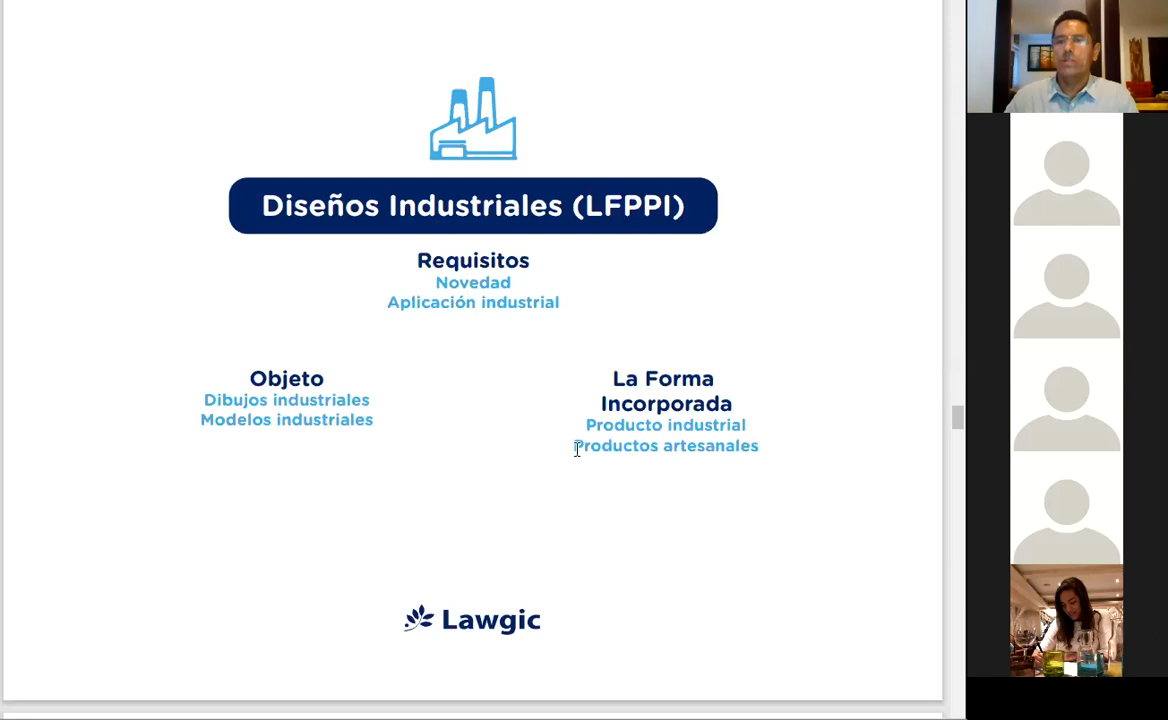 Diseños Industriales (LFPPI)
Requisitos
Novedad
Aplicación industrial
Objeto
Dibujos industriales
Modelos industriales
La Forma
Incorporada
Producto industrial
Productos artesanales
Lawgic